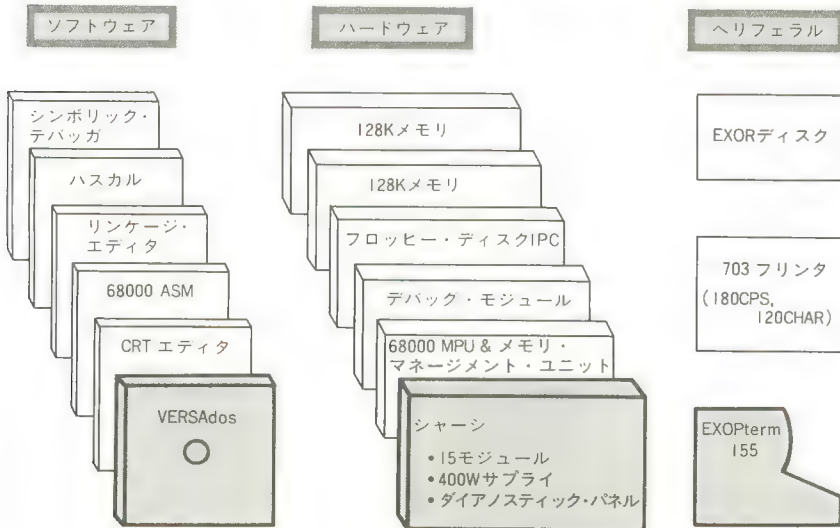 ソフトウェア
ハードウェア
ヘリフェラル
シンボリック・
テバッガ
ハスカル
リンケージ・
エディタ
68000 ASM
CRT エディタ
VERSAdos
128Kメモリ
128Kメモリ
フロッヒー・ディスクIPC
デバック・モジュール
68000 MPU & メモリ・
マネージメント・ユニット
シャーシ
•15モジュール
•400Wサプライ
•ダイアノスティック・パネル
EXORディスク
703 フリンタ
(180CPS,
120CHAR)
EXOPterm
155